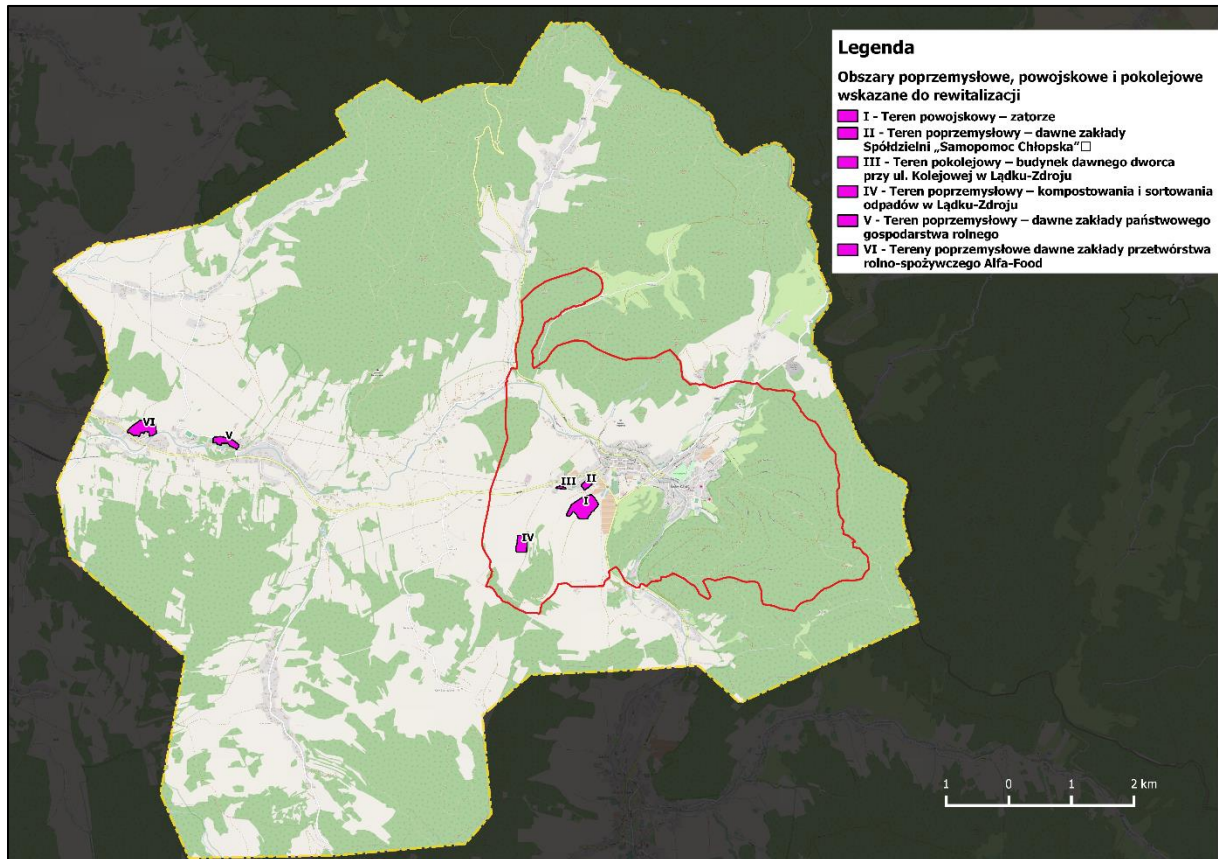 Legenda
Obszary poprzemysłowe, powojskowe i pokolejowe
wskazane do rewitalizacji
I - Teren powojskowy – zatorze
II - Teren poprzemysłowy – dawne zakłady
Spółdzielni „Samopomoc Chłopska”□
III - Teren pokolejowy – budynek dawnego dworca
przy ul. Kolejowej w Lądku-Zdroju
IV - Teren poprzemysłowy – kompostowania i sortowania
odpadów w Lądku-Zdroju
V - Teren poprzemysłowy – dawne zakłady państwowego
gospodarstwa rolnego
VI - Tereny poprzemysłowe dawne zakłady przetwórstwa
rolno-spożywczego Alfa-Food
VI
V
III
II
I
IV
1 0 1 2 km